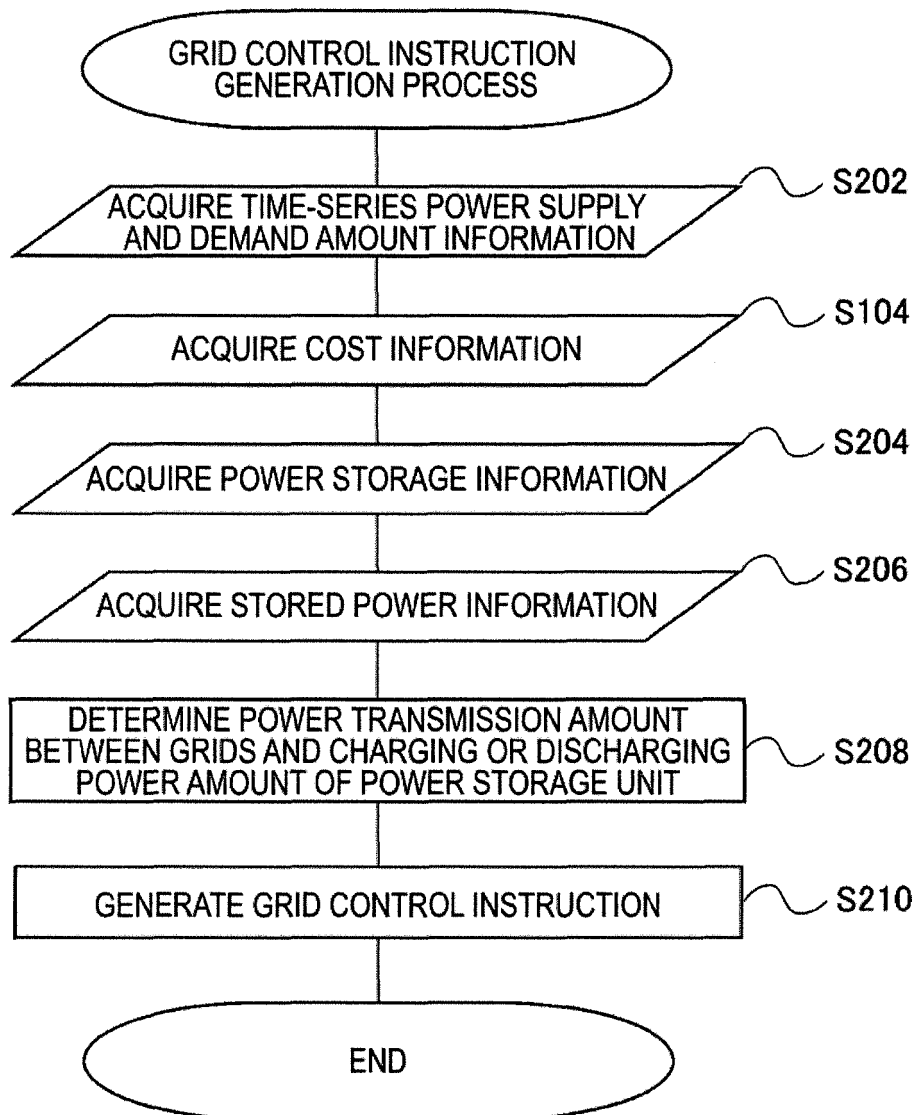 GRID CONTROL INSTRUCTION
GENERATION PROCESS
S202
ACQUIRE TIME-SERIES POWER SUPPLY
AND DEMAND AMOUNT INFORMATION
S104
ACQUIRE COST INFORMATION
S204
ACQUIRE POWER STORAGE INFORMATION
S206
ACQUIRE STORED POWER INFORMATION
DETERMINE POWER TRANSMISSION AMOUNT
BETWEEN GRIDS AND CHARGING OR DISCHARGING
POWER AMOUNT OF POWER STORAGE UNIT
S208
GENERATE GRID CONTROL INSTRUCTION
S210
END